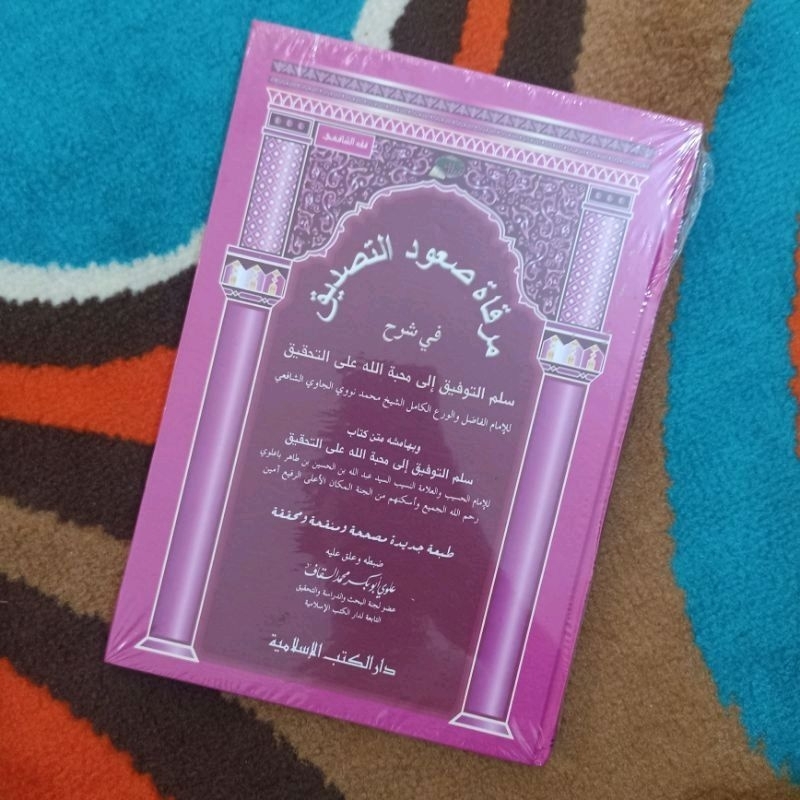 فقه الشافعي
مرقاة صعود التصديق
في شرح
سلم التوفيق إلى محبة الله على التحقيق
للإمام الفاضل والورع الكامل الشيخ محمد نووي الجاوي الشافعي
وبهامشه متن كتاب
سلم التوفيق إلى محبة الله على التحقيق
للإمام الحسيب والعلامة النسيب السيد عبد الله بن الحسين بن طاهر باعلوي
رحم الله الجميع وأسكنهم من الجنة المكان الأعلى الرفيع آمين
طبعة جديدة مصححة ومنقحة ومحققة
ضبطه وعلق عليه
علوي أبو بكر محمد السقاف
عضو لجنة البحث والدراسة والتحقيق
التابعة لدار الكتب الإسلامية
دار الكتب الإسلامية